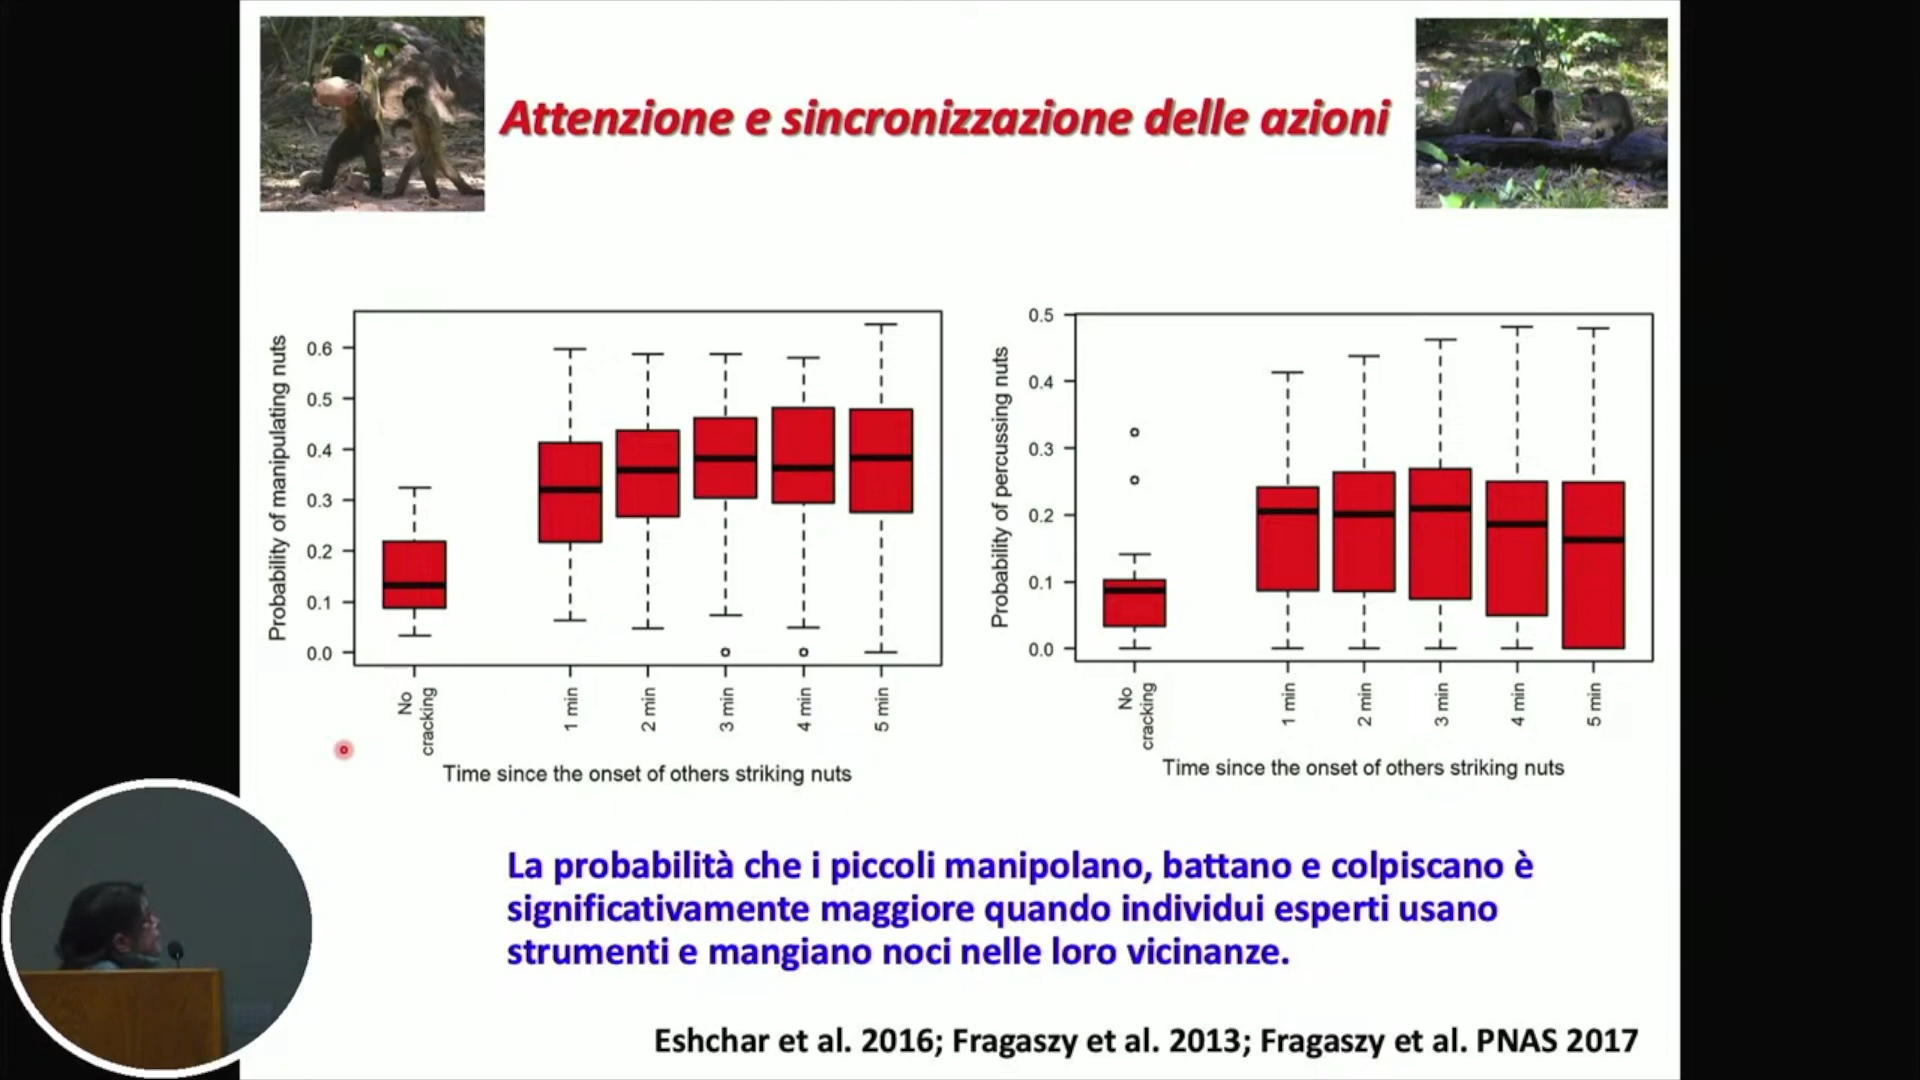 Attenzione e sincronizzazione delle azioni
Probability of manipulating nuts
0.6
0.5
0.4
0.3
0.2
0.1
0.0
No
cracking
1 min
2 min
3 min
4 min
5 min
Time since the onset of others striking nuts
Probability of percussing nuts
0.5
0.4
0.3
0.2
0.1
0.0
No
cracking
1 min
2 min
3 min
4 min
5 min
Time since the onset of others striking nuts
La probabilità che i piccoli manipolano, battano e colpiscano è
significativamente maggiore quando individui esperti usano
strumenti e mangiano noci nelle loro vicinanze.
Eshchar et al. 2016; Fragaszy et al. 2013; Fragaszy et al. PNAS 2017